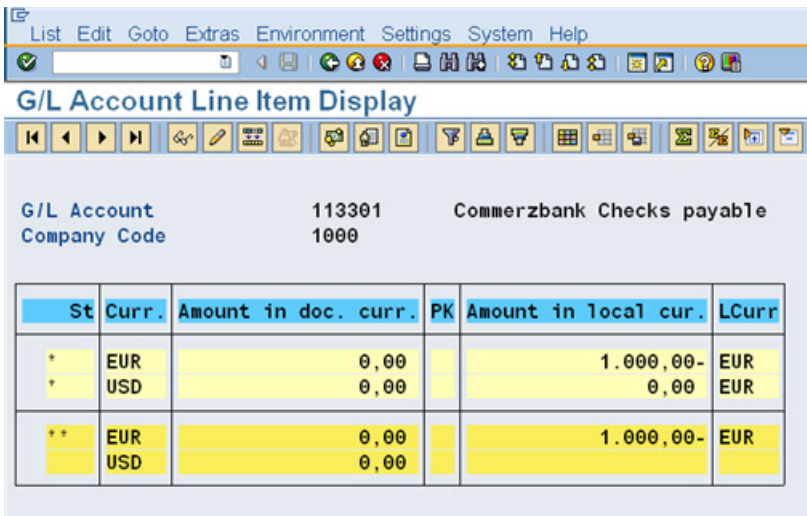 List Edit Goto Extras Environment Settings System Help
G/L Account Line Item Display
G/L Account 113301 Commerzbank Checks payable
Company Code 1000
St Curr. Amount in doc. curr. PK Amount in local cur. LCurr
* EUR 0,00 1.000,00- EUR
* USD 0,00 0,00 EUR
** EUR 0,00 1.000,00- EUR
USD 0,00